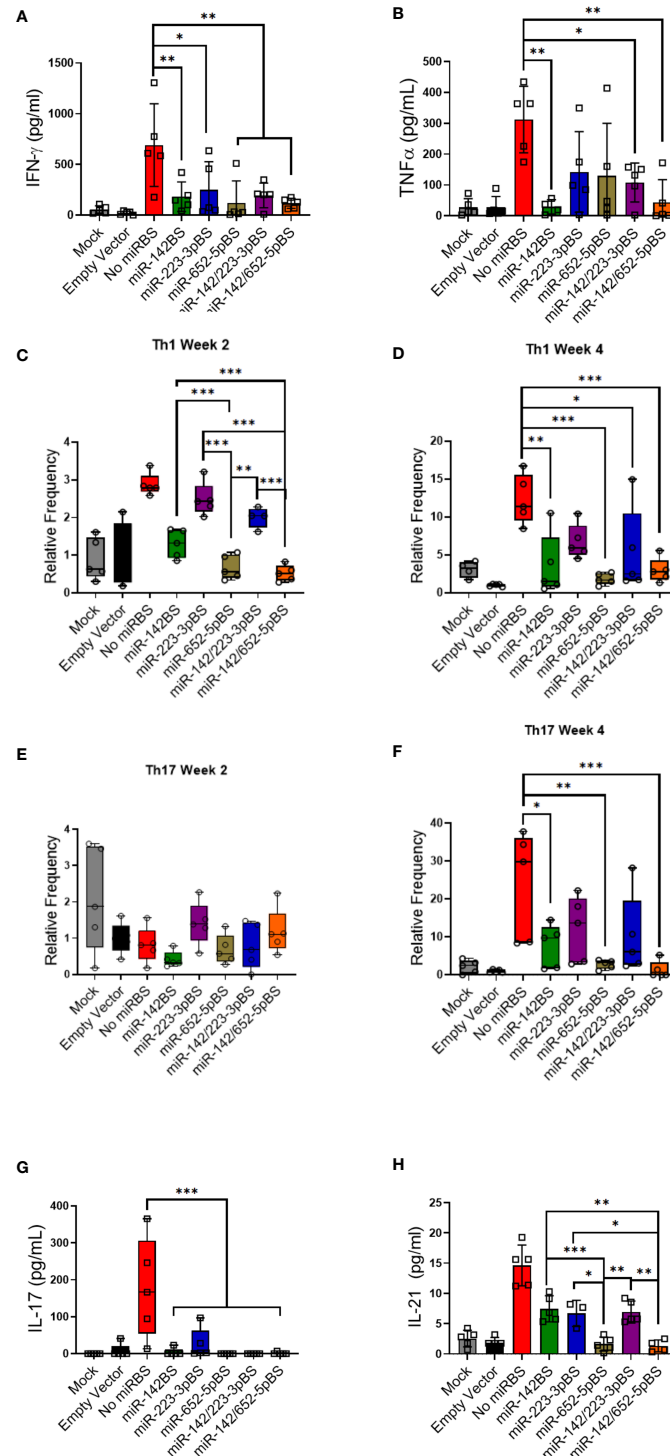 A
**
*
**
IFN-γ (pg/ml)
1500
1000
500
0
Mock
Empty Vector
No miRBS
miR-142BS
miR-223-3pBS
miR-652-5pBS
miR-142/223-3pBS
miR-142/652-5pBS
B
**
*
**
TNFα (pg/mL)
500
400
300
200
100
0
Mock
Empty Vector
No miRBS
miR-142BS
miR-223-3pBS
miR-652-5pBS
miR-142/223-3pBS
miR-142/652-5pBS
C
Th1 Week 2
***
***
***
***
**
***
Relative Frequency
4
3
2
1
0
Mock
Empty Vector
No miRBS
miR-142BS
miR-223-3pBS
miR-652-5pBS
miR-142/223-3pBS
miR-142/652-5pBS
D
Th1 Week 4
***
*
***
**
Relative Frequency
20
15
10
5
0
Mock
Empty Vector
No miRBS
miR-142BS
miR-223-3pBS
miR-652-5pBS
miR-142/223-3pBS
miR-142/652-5pBS
E
Th17 Week 2
Relative Frequency
4
3
2
1
0
Mock
Empty Vector
No miRBS
miR-142BS
miR-223-3pBS
miR-652-5pBS
miR-142/223-3pBS
miR-142/652-5pBS
F
Th17 Week 4
***
**
*
Relative Frequency
40
30
20
10
0
Mock
Empty Vector
No miRBS
miR-142BS
miR-223-3pBS
miR-652-5pBS
miR-142/223-3pBS
miR-142/652-5pBS
G
***
IL-17 (pg/mL)
400
300
200
100
0
Mock
Empty Vector
No miRBS
miR-142BS
miR-223-3pBS
miR-652-5pBS
miR-142/223-3pBS
miR-142/652-5pBS
H
**
*
***
*
**
**
IL-21 (pg/mL)
25
20
15
10
5
0
Mock
Empty Vector
No miRBS
miR-142BS
miR-223-3pBS
miR-652-5pBS
miR-142/223-3pBS
miR-142/652-5pBS